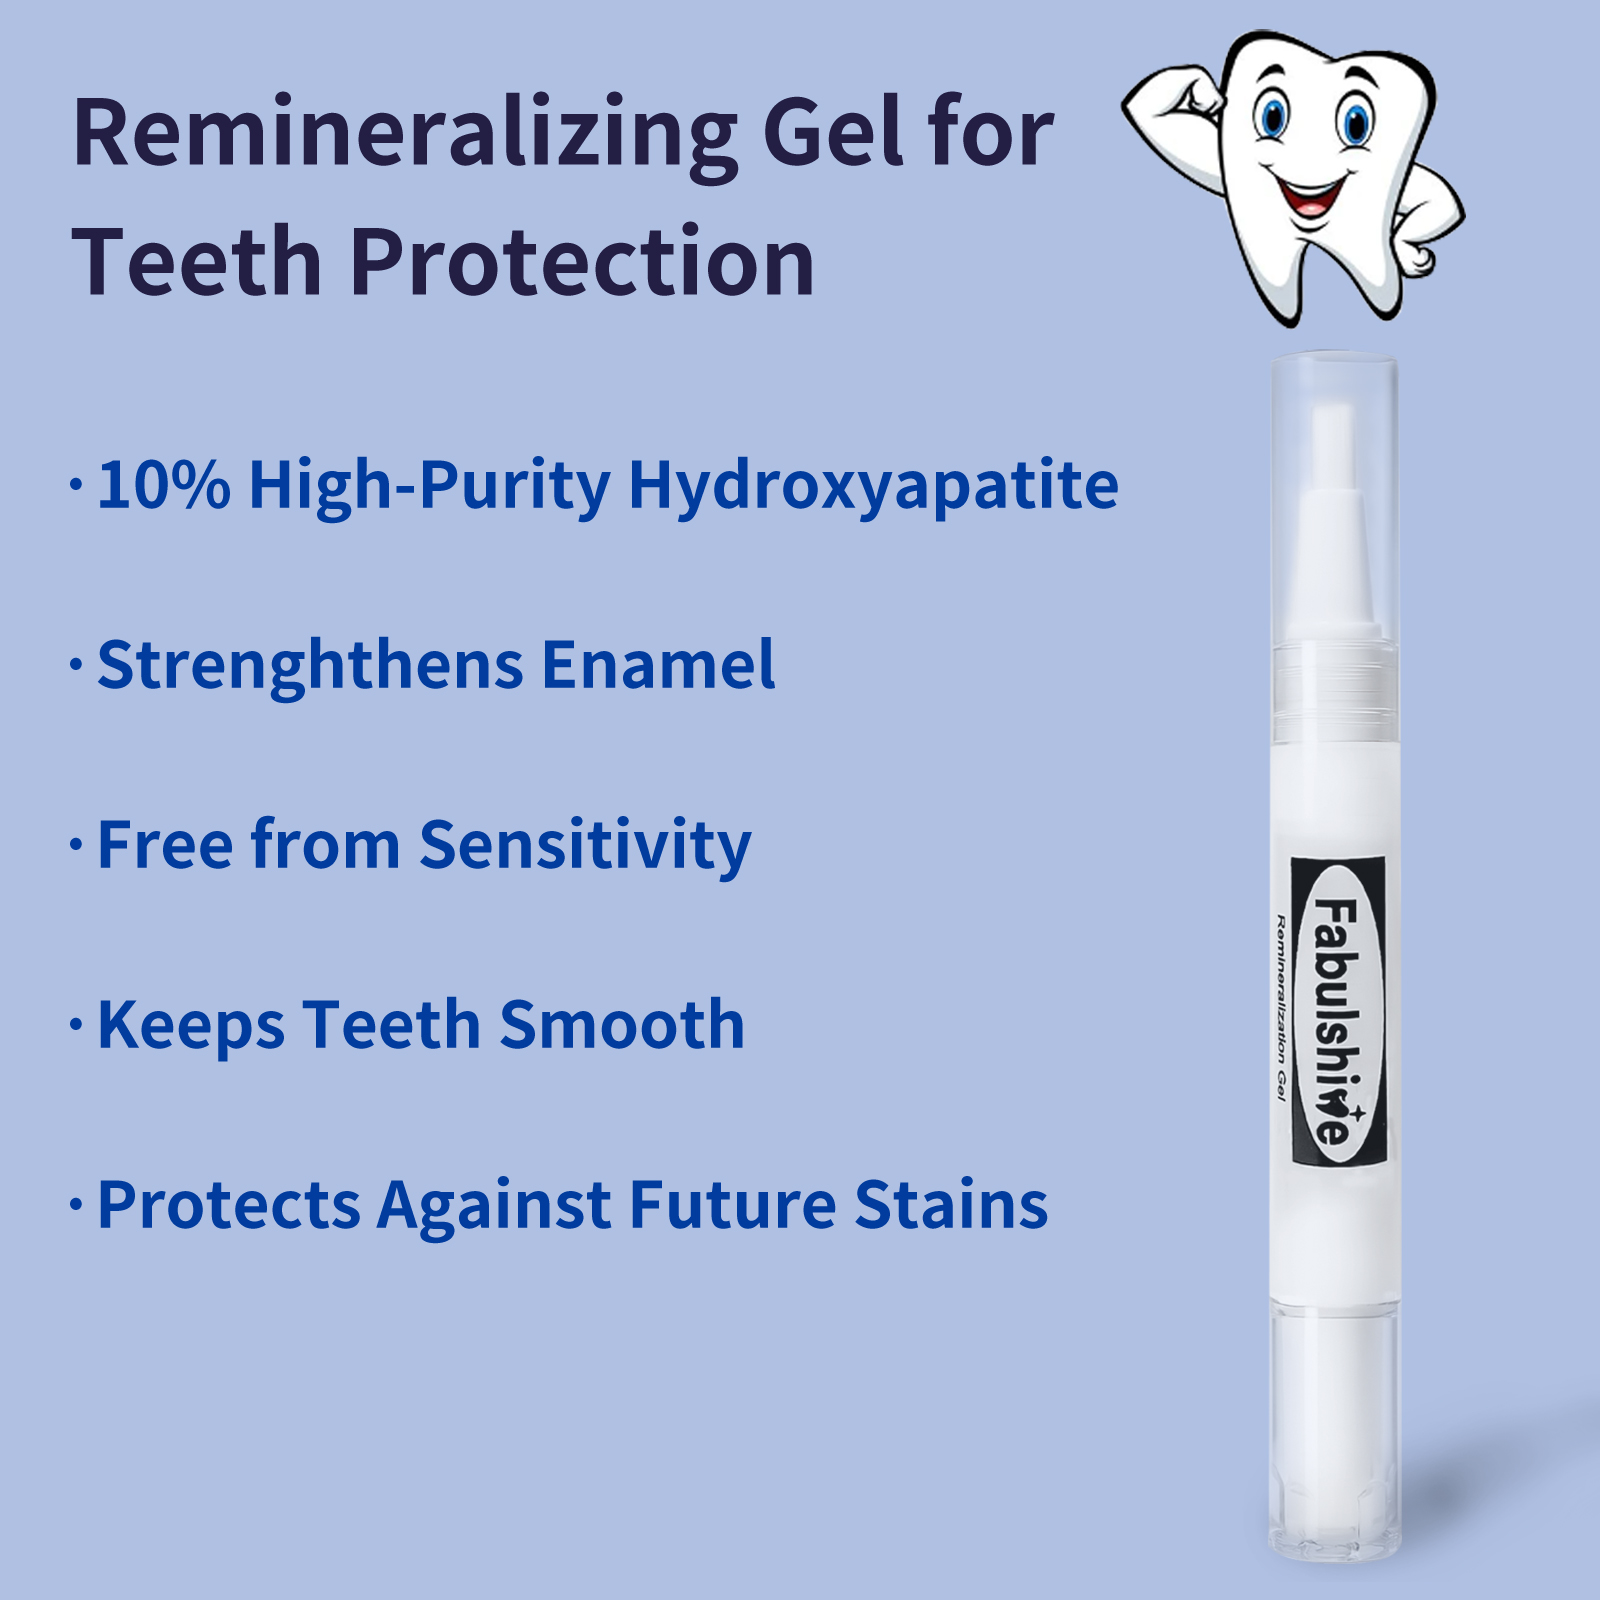 Remineralizing Gel for
Teeth Protection
· 10% High-Purity Hydroxyapatite
· Strenghthens Enamel
· Free from Sensitivity
· Keeps Teeth Smooth
· Protects Against Future Stains
Fabulshine
Remineralization Gel